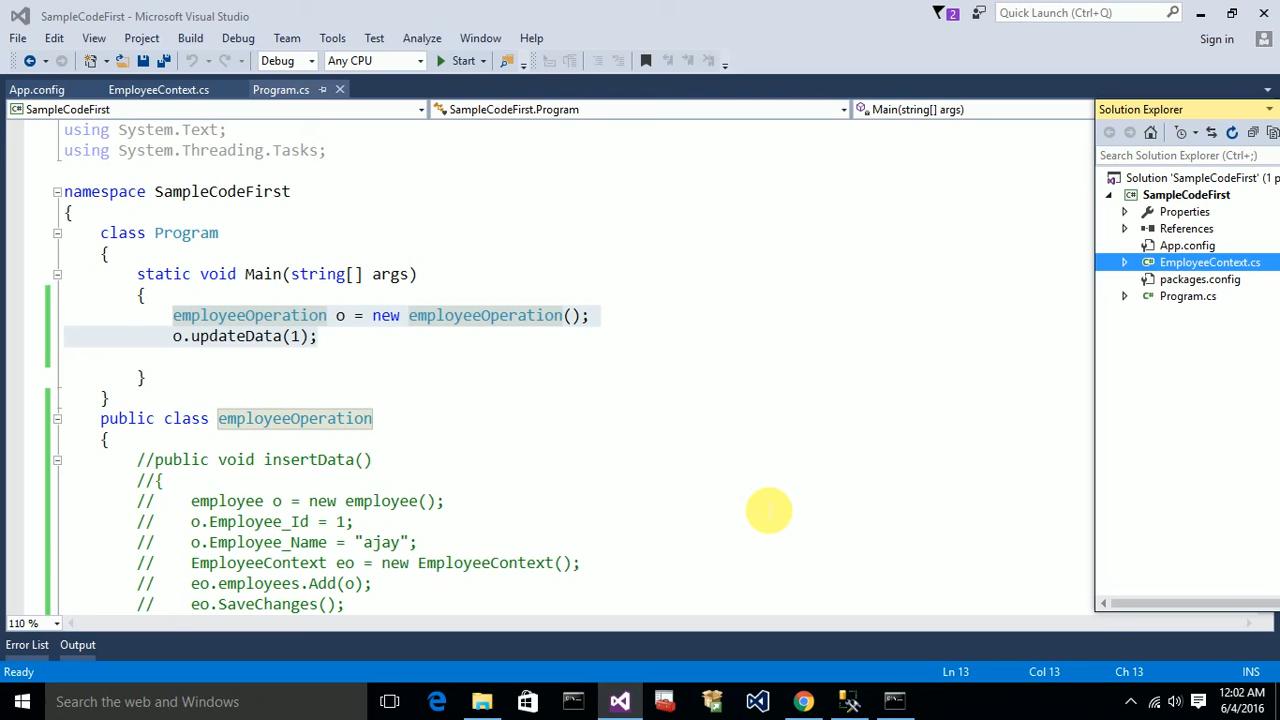 SampleCodeFirst - Microsoft Visual Studio
2
Quick Launch (Ctrl+Q)
File Edit View Project Build Debug Team Tools Test Analyze Window Help
Sign in
Debug Any CPU Start
App.config EmployeeContext.cs Program.cs
SampleCodeFirst SampleCodeFirst.Program Main(string[] args)
using System.Text;
using System.Threading.Tasks;
namespace SampleCodeFirst
{
class Program
{
static void Main(string[] args)
{
employeeOperation o = new employeeOperation();
o.updateData(1);
}
}
public class employeeOperation
{
//public void insertData()
//{
// employee o = new employee();
// o.Employee_Id = 1;
// o.Employee_Name = "ajay";
// EmployeeContext eo = new EmployeeContext();
// eo.employees.Add(o);
// eo.SaveChanges();
110 %
Solution Explorer
Search Solution Explorer (Ctrl+;)
Solution 'SampleCodeFirst' (1 p
SampleCodeFirst
Properties
References
App.config
EmployeeContext.cs
packages.config
Program.cs
Error List Output
Ready Ln 13 Col 13 Ch 13 INS
Search the web and Windows
12:02 AM
6/4/2016